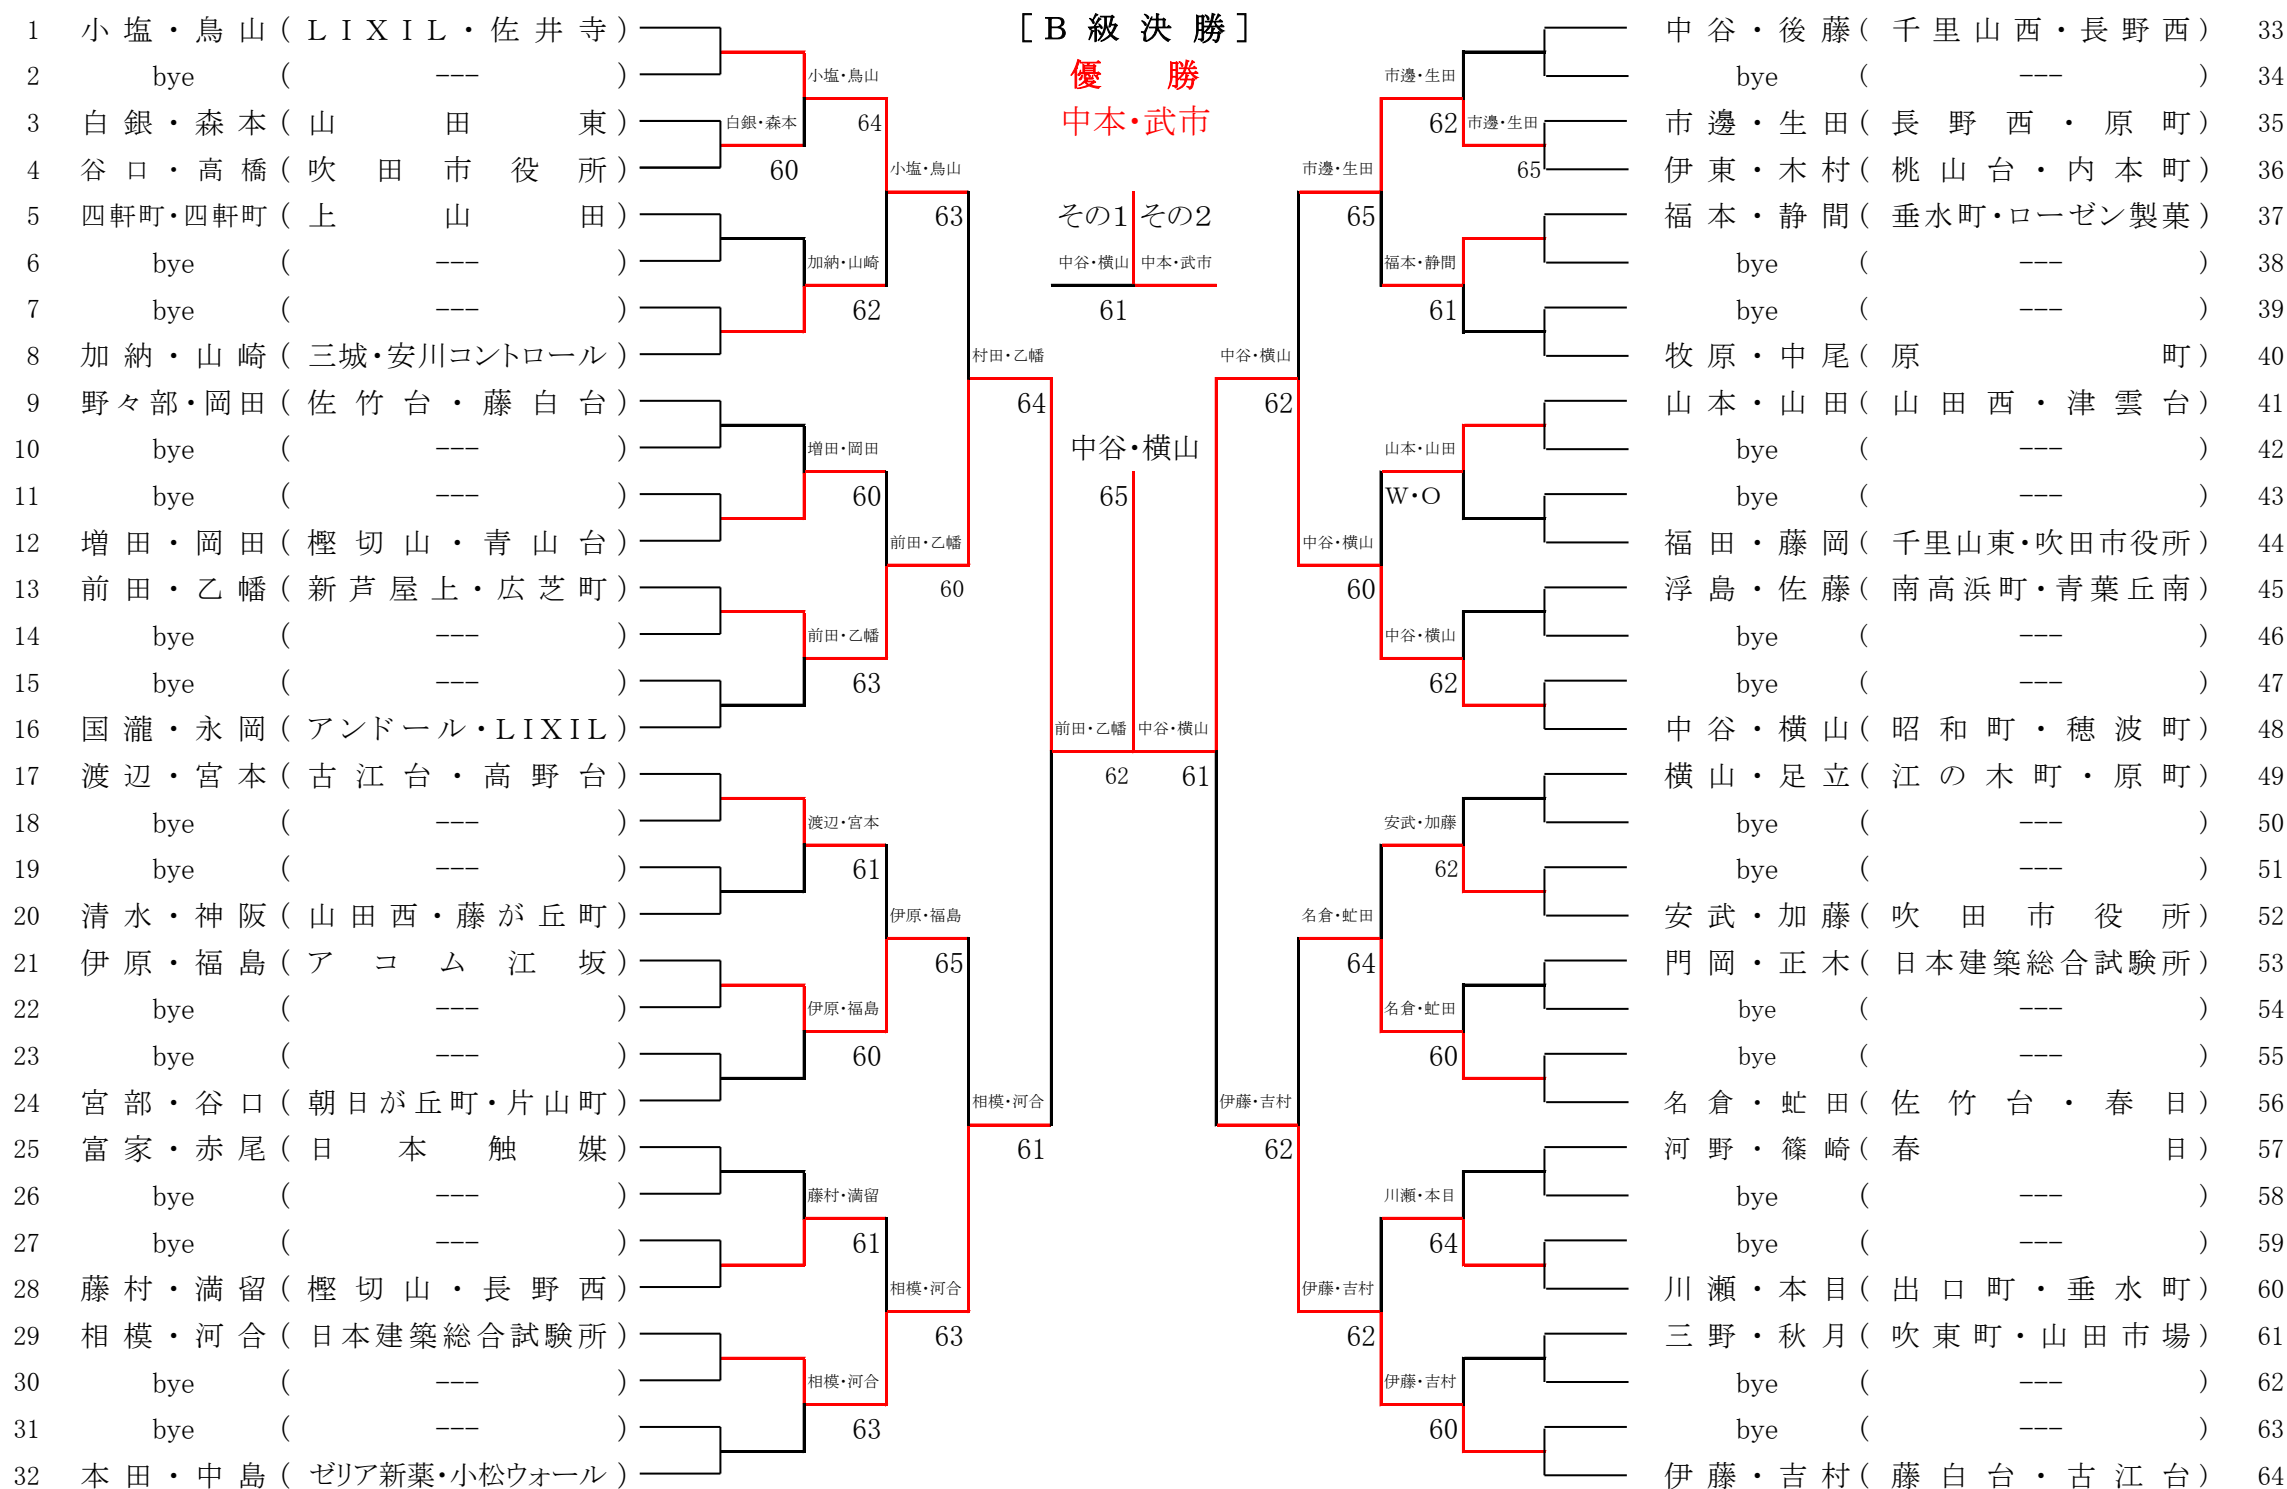 [B級決勝]
優 勝
中本・武市
その1 その2
中谷・横山 中本・武市
61
中谷・横山
65
前田・乙幡 中谷・横山
62 61
1 小塩・鳥山(LIXIL・佐井寺)
2 bye ( --- )
3 白銀・森本(山田東)
4 谷口・高橋(吹田市役所)
5 四軒町・四軒町(上山田)
6 bye ( --- )
7 bye ( --- )
8 加納・山崎(三城・安川コントロール)
9 野々部・岡田(佐竹台・藤白台)
10 bye ( --- )
11 bye ( --- )
12 増田・岡田(樫切山・青山台)
13 前田・乙幡(新芦屋上・広芝町)
14 bye ( --- )
15 bye ( --- )
16 国瀧・永岡(アンドール・LIXIL)
17 渡辺・宮本(古江台・高野台)
18 bye ( --- )
19 bye ( --- )
20 清水・神阪(山田西・藤が丘町)
21 伊原・福島(アコム江坂)
22 bye ( --- )
23 bye ( --- )
24 宮部・谷口(朝日が丘町・片山町)
25 富家・赤尾(日本触媒)
26 bye ( --- )
27 bye ( --- )
28 藤村・満留(樫切山・長野西)
29 相模・河合(日本建築総合試験所)
30 bye ( --- )
31 bye ( --- )
32 本田・中島(ゼリア新薬・小松ウォール)
白銀・森本
60
小塩・鳥山
64
加納・山崎
62
増田・岡田
60
前田・乙幡
63
渡辺・宮本
61
伊原・福島
60
藤村・満留
61
相模・河合
63
小塩・鳥山
63
前田・乙幡
60
伊原・福島
65
相模・河合
63
村田・乙幡
64
相模・河合
61
中谷・横山
62
伊藤・吉村
62
市邊・生田
65
中谷・横山
60
名倉・虻田
64
伊藤・吉村
62
市邊・生田
62
福本・静間
61
山本・山田
W・O
中谷・横山
62
安武・加藤
62
名倉・虻田
60
川瀬・本目
64
伊藤・吉村
60
市邊・生田
65
中谷・後藤(千里山西・長野西) 33
bye ( --- ) 34
市邊・生田(長野西・原町) 35
伊東・木村(桃山台・内本町) 36
福本・静間(垂水町・ローゼン製菓) 37
bye ( --- ) 38
bye ( --- ) 39
牧原・中尾(原町) 40
山本・山田(山田西・津雲台) 41
bye ( --- ) 42
bye ( --- ) 43
福田・藤岡(千里山東・吹田市役所) 44
浮島・佐藤(南高浜町・青葉丘南) 45
bye ( --- ) 46
bye ( --- ) 47
中谷・横山(昭和町・穂波町) 48
横山・足立(江の木町・原町) 49
bye ( --- ) 50
bye ( --- ) 51
安武・加藤(吹田市役所) 52
門岡・正木(日本建築総合試験所) 53
bye ( --- ) 54
bye ( --- ) 55
名倉・虻田(佐竹台・春日) 56
河野・篠崎(春日) 57
bye ( --- ) 58
bye ( --- ) 59
川瀬・本目(出口町・垂水町) 60
三野・秋月(吹東町・山田市場) 61
bye ( --- ) 62
bye ( --- ) 63
伊藤・吉村(藤白台・古江台) 64